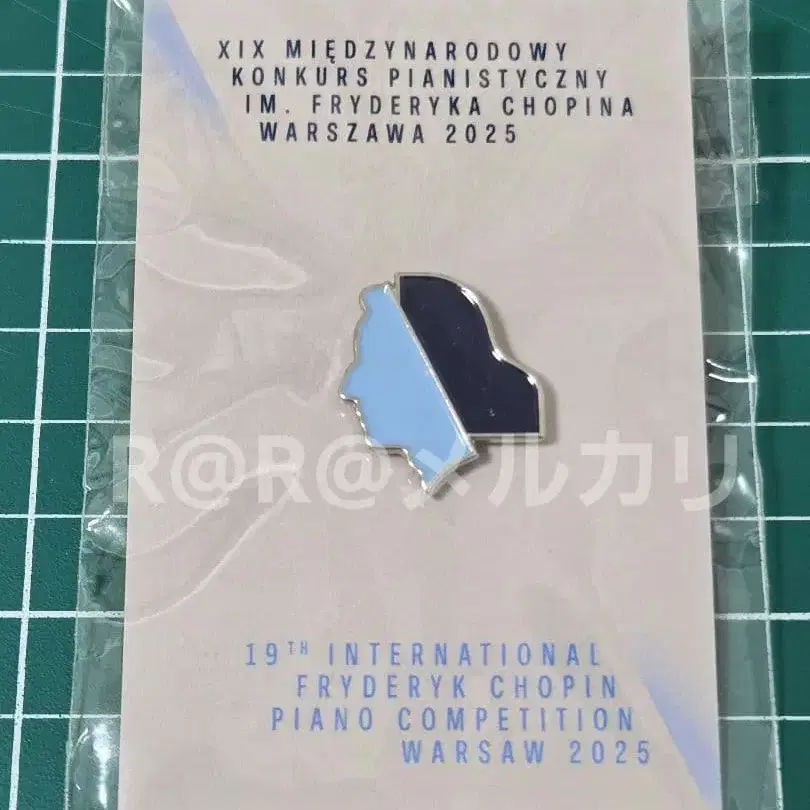 XIX MIĘDZYNARODOWY
KONKURS PIANISTYCZNY
IM. FRYDERYKA CHOPINA
WARSZAWA 2025
R@R@メルカリ
19TH INTERNATIONAL
FRYDERYK CHOPIN
PIANO COMPETITION
WARSAW 2025